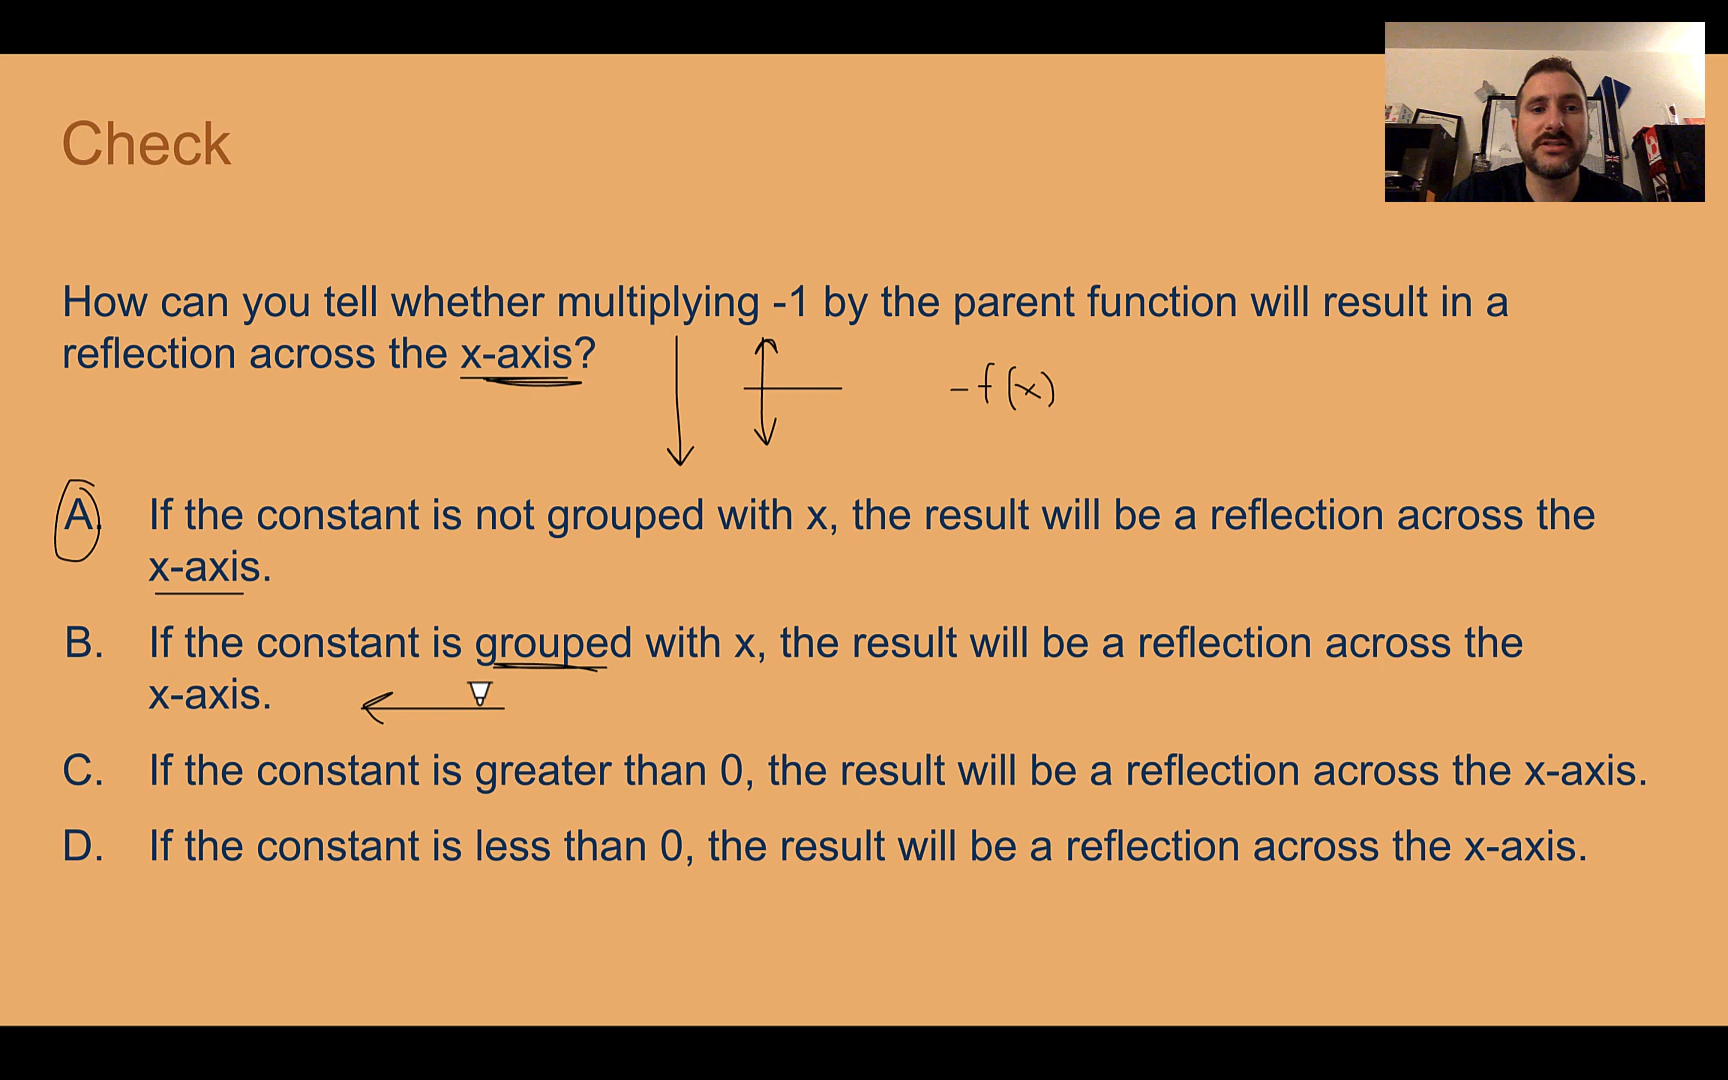 Check
How can you tell whether multiplying -1 by the parent function will result in a
reflection across the x-axis?
-f(x)
A. If the constant is not grouped with x, the result will be a reflection across the
x-axis.
B. If the constant is grouped with x, the result will be a reflection across the
x-axis.
C. If the constant is greater than 0, the result will be a reflection across the x-axis.
D. If the constant is less than 0, the result will be a reflection across the x-axis.